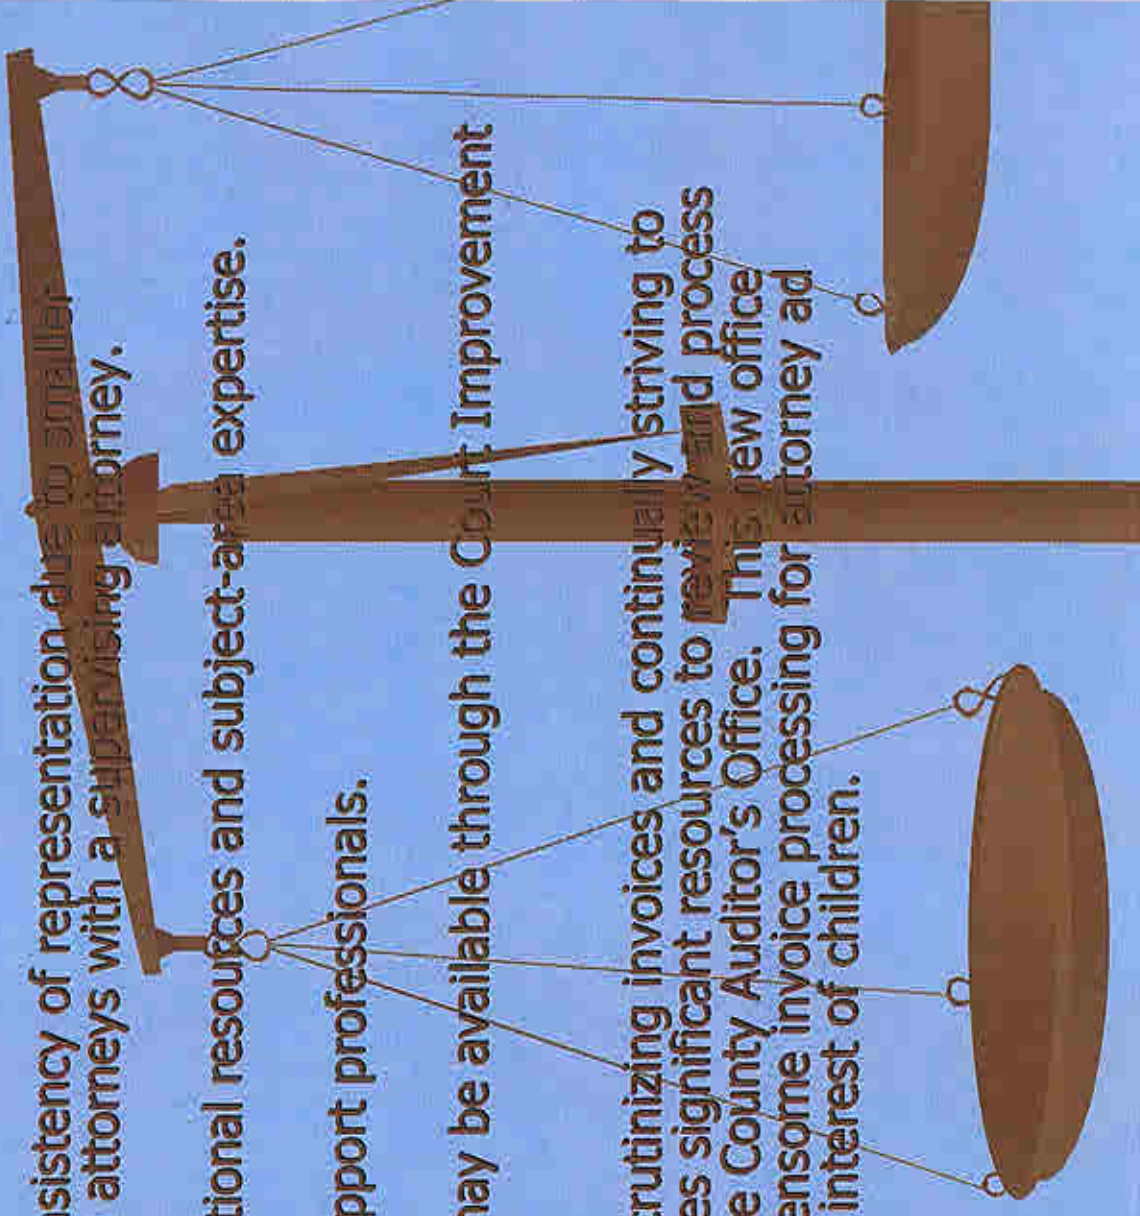 sistency of representation due to smaller
attorneys with a supervising attorney.
tional resources and subject-area expertise.
pport professionals.
may be available through the Court Improvement
crutinizing invoices and continually striving to
es significant resources to review and process
e County Auditor's Office. This new office
ensome invoice processing for attorney ad
interest of children.